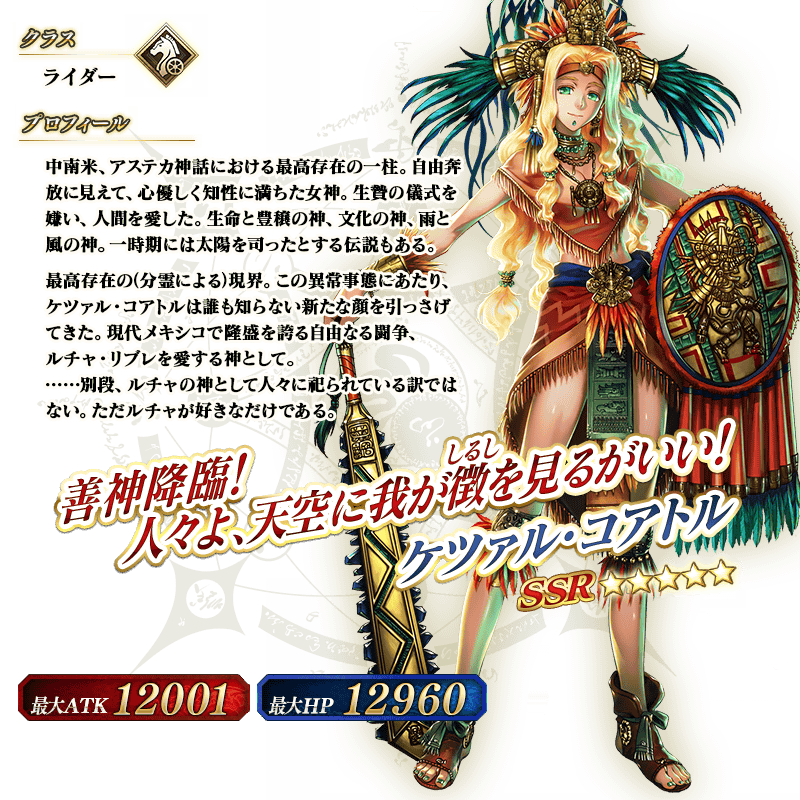 クラス
ライダー
プロフィール
中南米、アステカ神話における最高存在の一柱。自由奔
放に見えて、心優しく知性に満ちた女神。生贄の儀式を
嫌い、人間を愛した。生命と豊穣の神、文化の神、雨と
風の神。一時期には太陽を司ったとする伝説もある。
最高存在の(分霊による)現界。この異常事態にあたり、
ケツァル・コアトルは誰も知らない新たな顔を引っさげ
てきた。現代メキシコで隆盛を誇る自由なる闘争、
ルチャ・リブレを愛する神として。
……別段、ルチャの神として人々に祀られている訳では
ない。ただルチャが好きなだけである。
善神降臨!
しるし
人々よ、天空に我が徴を見るがいい!
ケツァル・コアトル
SSR ☆☆☆☆☆
最大ATK 12001
最大HP 12960